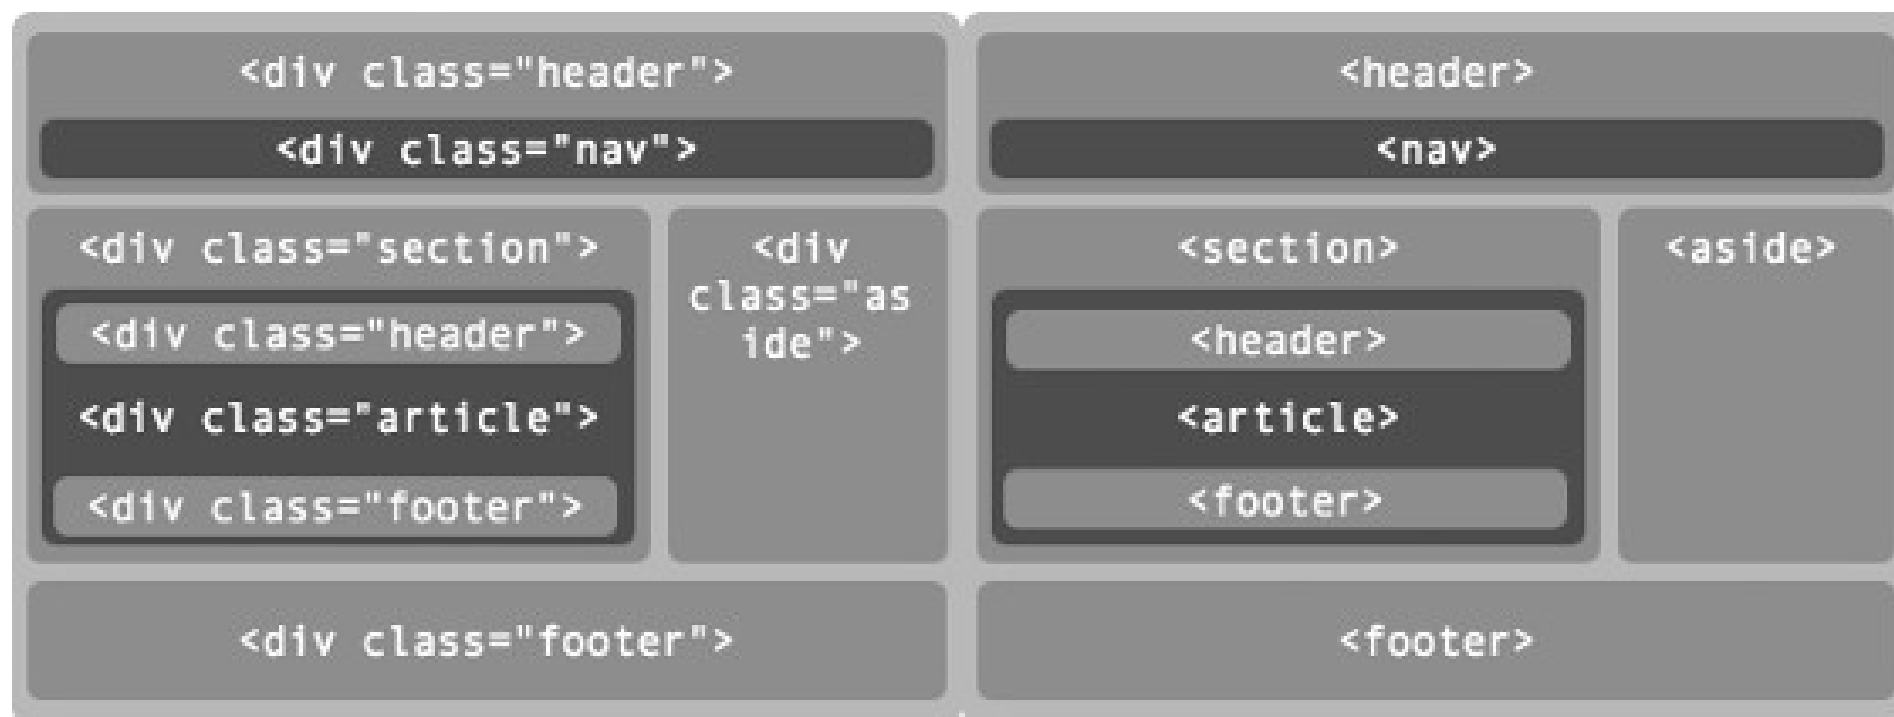 <div class="header">
<div class="nav">
<div class="section">
<div class="header">
<div class="article">
<div class="footer">
<div
class="as
ide">
<div class="footer">
<header>
<nav>
<section>
<header>
<article>
<footer>
<aside>
<footer>